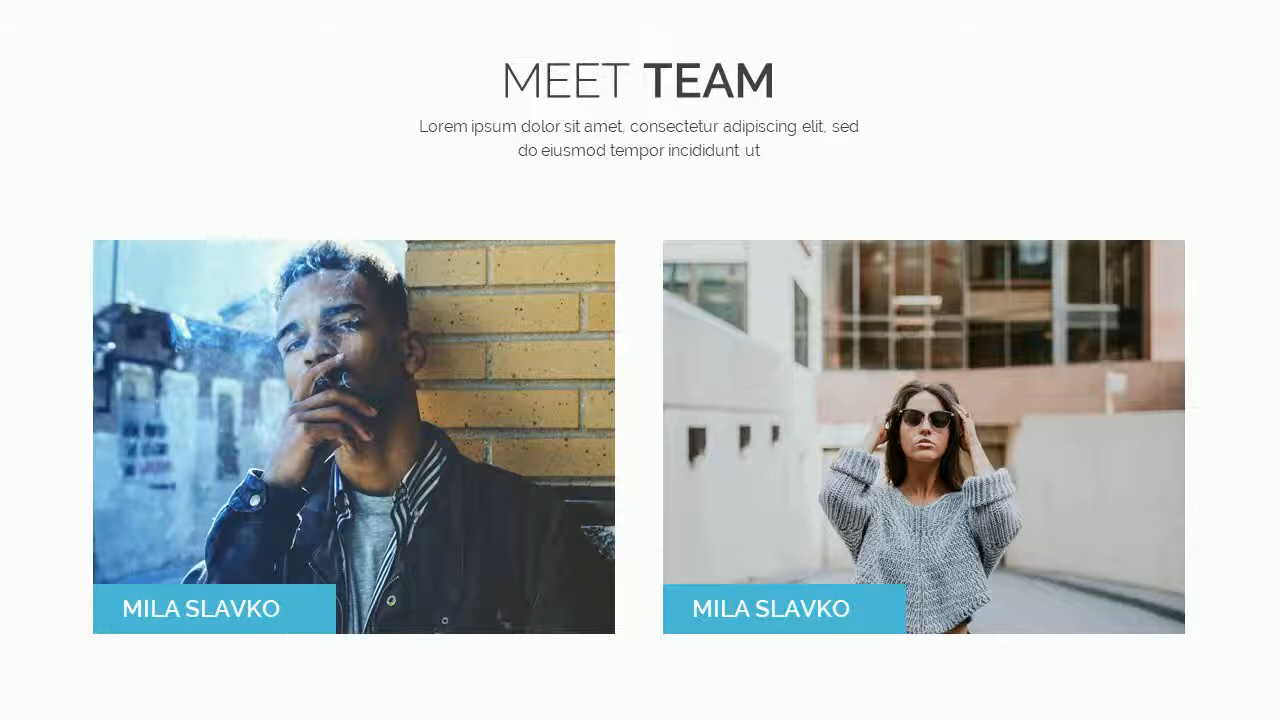 MEET TEAM
Lorem ipsum dolor sit amet, consectetur adipiscing elit, sed
do eiusmod tempor incididunt ut
MILA SLAVKO
MILA SLAVKO